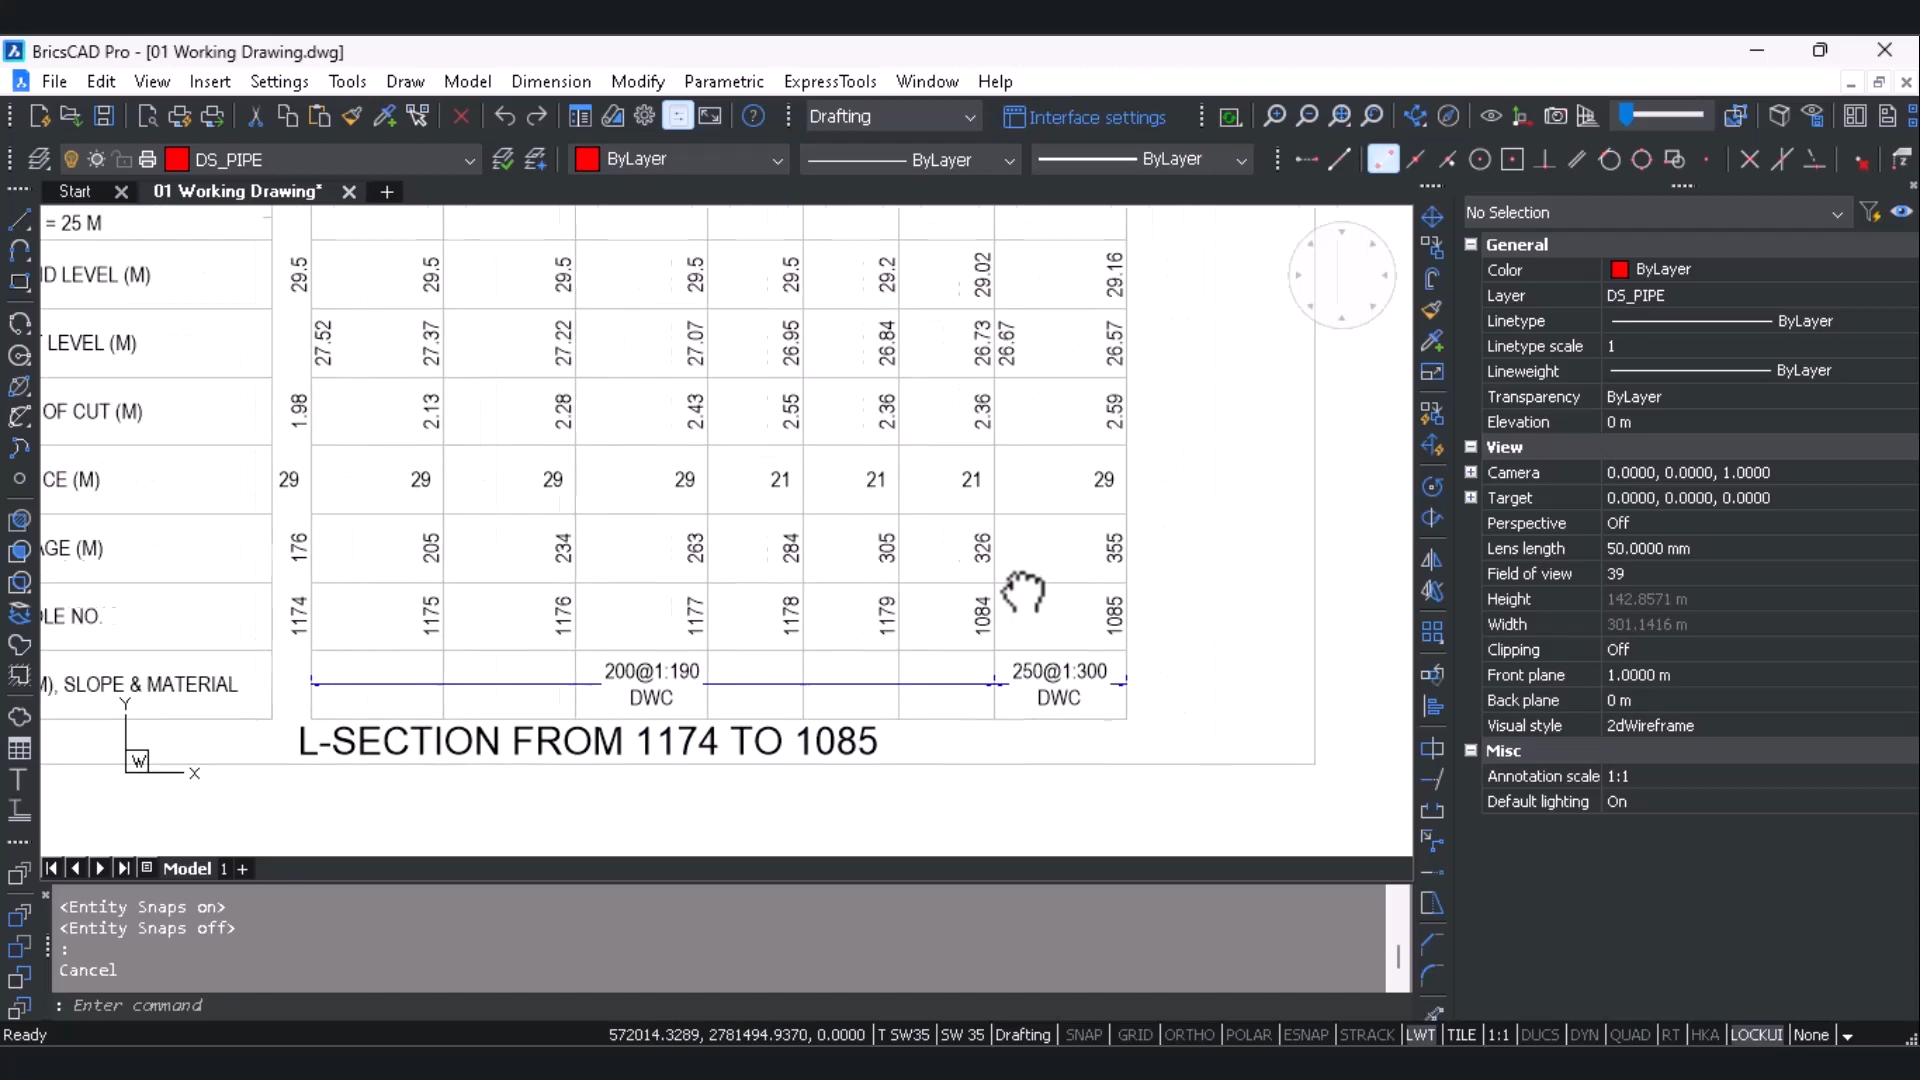 BricsCAD Pro - [01 Working Drawing.dwg]
File Edit View Insert Settings Tools Draw Model Dimension Modify Parametric ExpressTools Window Help
Drafting Interface settings
DS_PIPE ByLayer ByLayer ByLayer
Start 01 Working Drawing*
= 25 M
ID LEVEL (M) 29.5 29.5 29.5 29.5 29.5 29.2 29.02 29.16
LEVEL (M) 27.52 27.37 27.22 27.07 26.95 26.84 26.73 26.67 26.57
OF CUT (M) 1.98 2.13 2.28 2.43 2.55 2.36 2.36 2.59
CE (M) 29 29 29 29 21 21 21 29
AGE (M) 176 205 234 263 284 305 326 355
LE NO. 1174 1175 1176 1177 1178 1179 1084 1085
200@1:190 250@1:300
M), SLOPE & MATERIAL
DWC DWC
L-SECTION FROM 1174 TO 1085
Y
W
X
Model 1 +
<Entity Snaps on>
<Entity Snaps off>
:
Cancel
: Enter command
No Selection
General
Color ByLayer
Layer DS_PIPE
Linetype ByLayer
Linetype scale 1
Lineweight ByLayer
Transparency ByLayer
Elevation 0 m
View
Camera 0.0000, 0.0000, 1.0000
Target 0.0000, 0.0000, 0.0000
Perspective Off
Lens length 50.0000 mm
Field of view 39
Height 142.8571 m
Width 301.1416 m
Clipping Off
Front plane 1.0000 m
Back plane 0 m
Visual style 2dWireframe
Misc
Annotation scale 1:1
Default lighting On
Ready 572014.3289, 2781494.9370, 0.0000 T SW35 SW 35 Drafting SNAP GRID ORTHO POLAR ESNAP STRACK LWT TILE 1:1 DUCS DYN QUAD RT HKA LOCKUI None